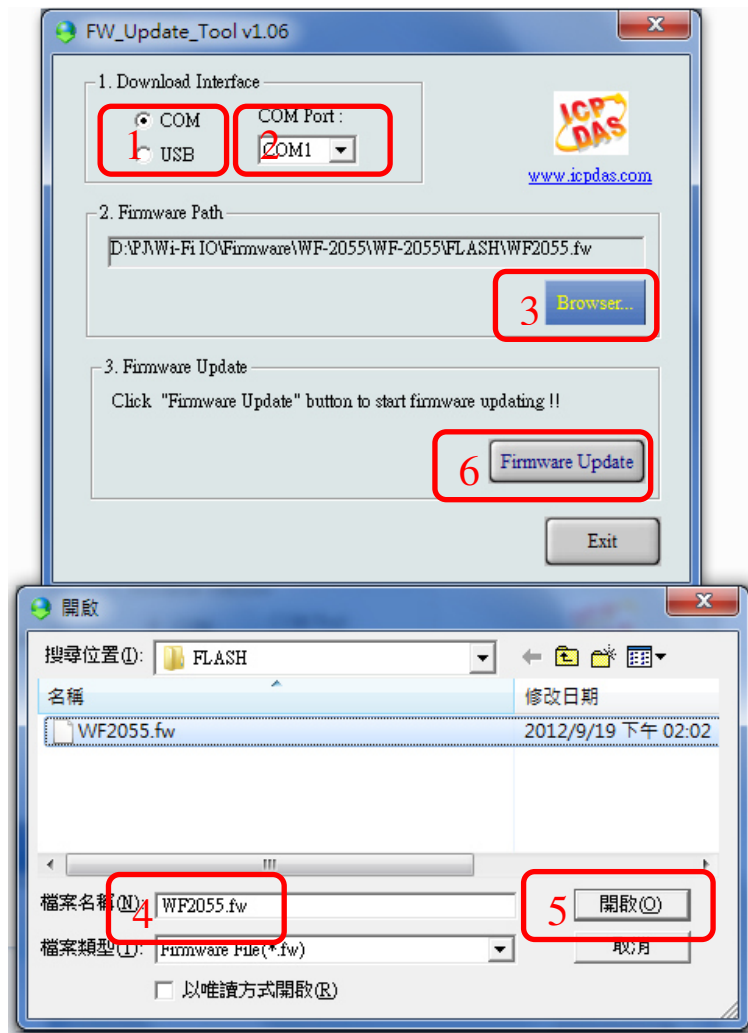 FW_Update_Tool v1.06
1. Download Interface
COM
USB
1
COM Port :
COM1
2
ICP
DAS
www.icpdas.com
2. Firmware Path
D:\PJ\Wi-Fi IO\Firmware\WF-2055\WF-2055\FLASH\WF2055.fw
3
Browser...
3. Firmware Update
Click "Firmware Update" button to start firmware updating !!
6
Firmware Update
Exit
開啟
搜尋位置(I): FLASH
名稱 修改日期
WF2055.fw 2012/9/19 下午 02:02
檔案名稱(N): WF2055.fw
4
5
開啟(O)
檔案類型(T): Firmware File(*.fw)
取消
以唯讀方式開啟(R)